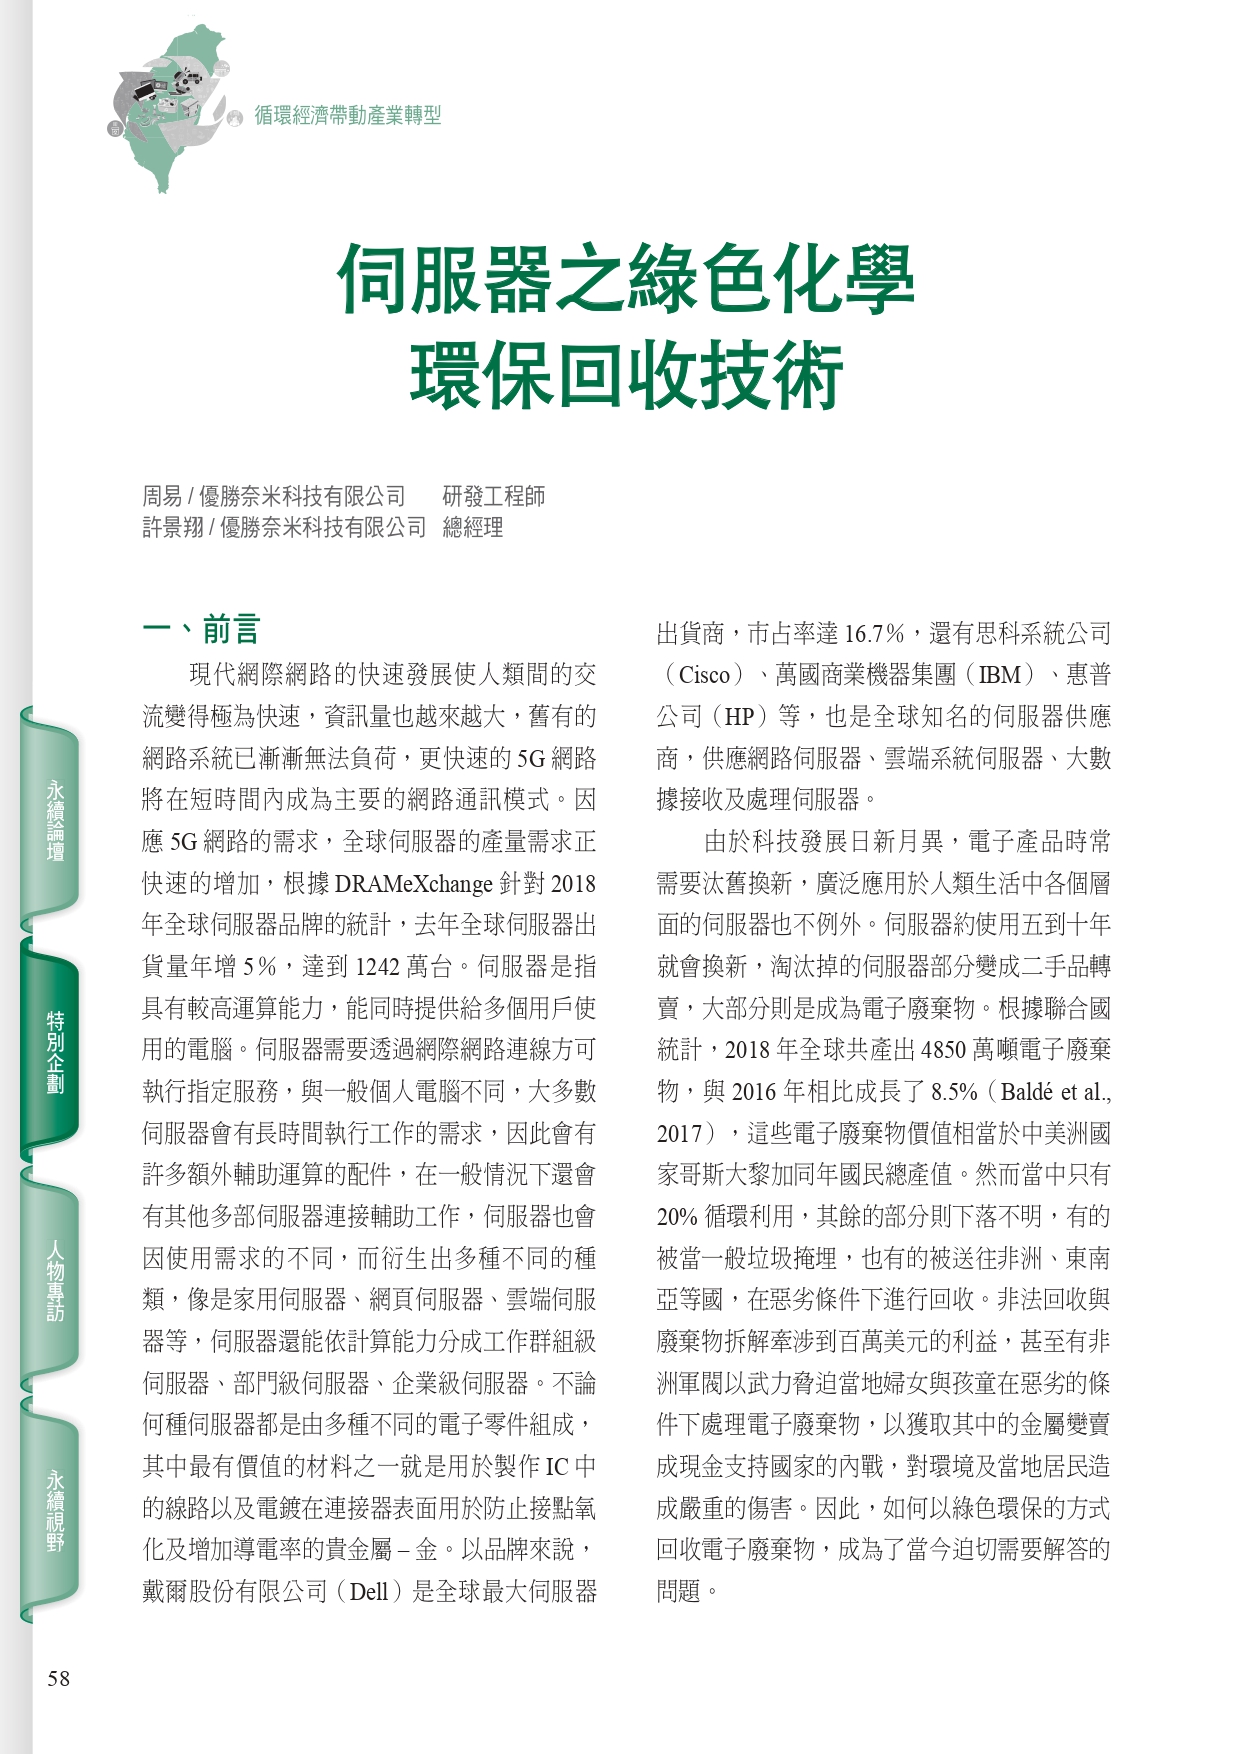 循環經濟帶動產業轉型
伺服器之綠色化學
環保回收技術
周易 / 優勝奈米科技有限公司　研發工程師
許景翔 / 優勝奈米科技有限公司　總經理
一、前言
現代網際網路的快速發展使人類間的交
流變得極為快速，資訊量也越來越大，舊有的
網路系統已漸漸無法負荷，更快速的 5G 網路
將在短時間內成為主要的網路通訊模式。因
應 5G 網路的需求，全球伺服器的產量需求正
快速的增加，根據 DRAMeXchange 針對 2018
年全球伺服器品牌的統計，去年全球伺服器出
貨量年增 5%，達到 1242 萬台。伺服器是指
具有較高運算能力，能同時提供給多個用戶使
用的電腦。伺服器需要透過網際網路連線方可
執行指定服務，與一般個人電腦不同，大多數
伺服器會有長時間執行工作的需求，因此會有
許多額外輔助運算的配件，在一般情況下還會
有其他多部伺服器連接輔助工作，伺服器也會
因使用需求的不同，而衍生出多種不同的種
類，像是家用伺服器、網頁伺服器、雲端伺服
器等，伺服器還能依計算能力分成工作群組級
伺服器、部門級伺服器、企業級伺服器。不論
何種伺服器都是由多種不同的電子零件組成，
其中最有價值的材料之一就是用於製作 IC 中
的線路以及電鍍在連接器表面用於防止接點氧
化及增加導電率的貴金屬 – 金。以品牌來說，
戴爾股份有限公司（Dell）是全球最大伺服器
出貨商，市占率達 16.7%，還有思科系統公司
（Cisco）、萬國商業機器集團（IBM）、惠普
公司（HP）等，也是全球知名的伺服器供應
商，供應網路伺服器、雲端系統伺服器、大數
據接收及處理伺服器。
由於科技發展日新月異，電子產品時常
需要汰舊換新，廣泛應用於人類生活中各個層
面的伺服器也不例外。伺服器約使用五到十年
就會換新，淘汰掉的伺服器部分變成二手品轉
賣，大部分則是成為電子廢棄物。根據聯合國
統計，2018 年全球共產出 4850 萬噸電子廢棄
物，與 2016 年相比成長了 8.5%（Baldé et al.,
2017），這些電子廢棄物價值相當於中美洲國
家哥斯大黎加同年國民總產值。然而當中只有
20% 循環利用，其餘的部分則下落不明，有的
被當一般垃圾掩埋，也有的被送往非洲、東南
亞等國，在惡劣條件下進行回收。非法回收與
廢棄物拆解牽涉到百萬美元的利益，甚至有非
洲軍閥以武力脅迫當地婦女與孩童在惡劣的條
件下處理電子廢棄物，以獲取其中的金屬變賣
成現金支持國家的內戰，對環境及當地居民造
成嚴重的傷害。因此，如何以綠色環保的方式
回收電子廢棄物，成為了當今迫切需要解答的
問題。
永續論壇
特別企劃
人物專訪
永續視野
58